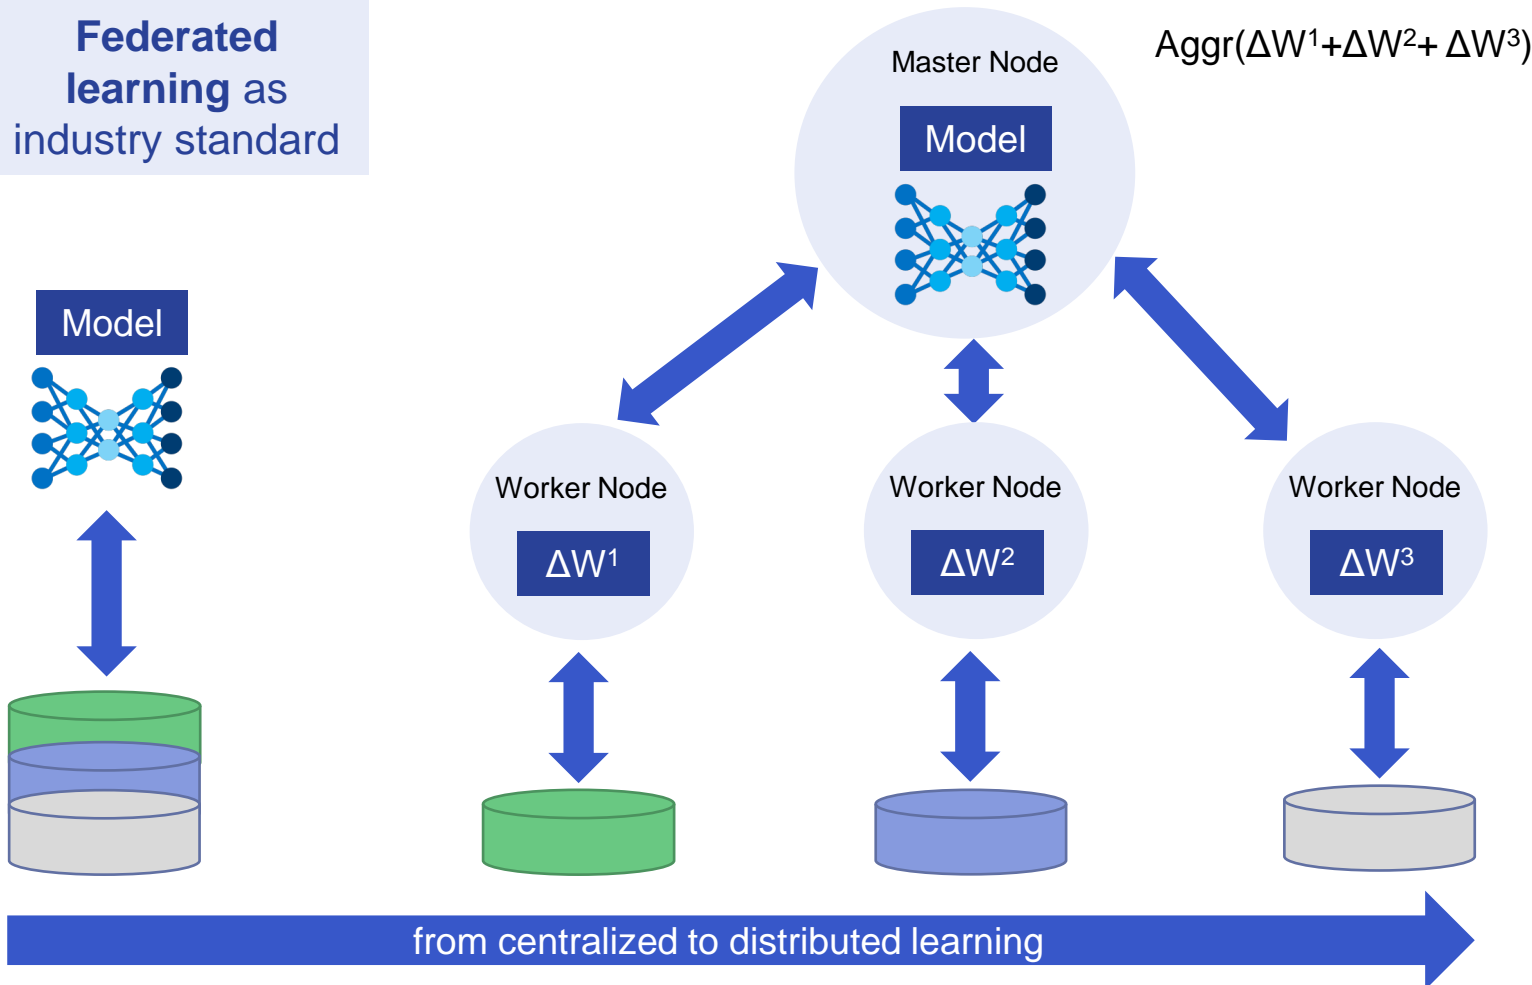 Federated
learning as
industry standard
Master Node
Aggr(ΔW¹+ΔW²+ ΔW³)
Model
Model
Worker Node
ΔW¹
Worker Node
ΔW²
Worker Node
ΔW³
from centralized to distributed learning